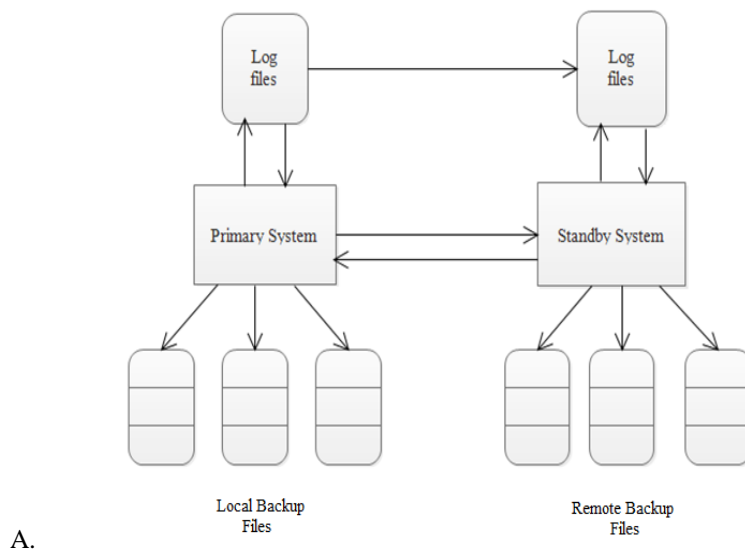 Log
files
Log
files
Primary System
Standby System
Local Backup
Files
Remote Backup
Files
A.